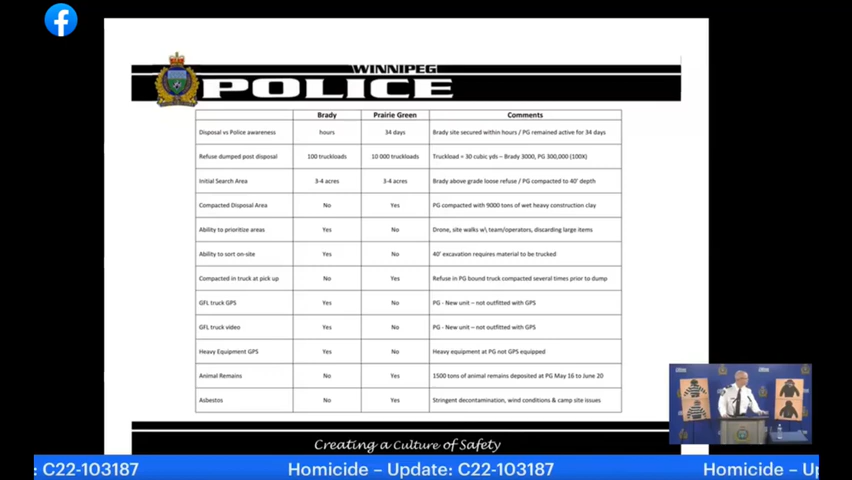 WINNIPEG
POLICE
Brady Prairie Green Comments
Disposal vs Police awareness hours 34 days Brady site secured within hours / PG remained active for 34 days
Refuse dumped post disposal 100 truckloads 10 000 truckloads Truckload = 30 cubic yds – Brady 3000, PG 300,000 (100X)
Initial Search Area 3-4 acres 3-4 acres Brady above grade loose refuse / PG compacted to 40' depth
Compacted Disposal Area No Yes PG compacted with 9000 tons of wet heavy construction clay
Ability to prioritize areas Yes No Drone, site walks w\ team/operators, discarding large items
Ability to sort on-site Yes No 40' excavation requires material to be trucked
Compacted in truck at pick up No Yes Refuse in PG bound truck compacted several times prior to dump
GFL truck GPS Yes No PG - New unit – not outfitted with GPS
GFL truck video Yes No PG - New unit – not outfitted with GPS
Heavy Equipment GPS Yes No Heavy equipment at PG not GPS equipped
Animal Remains No Yes 1500 tons of animal remains deposited at PG May 16 to June 20
Asbestos No Yes Stringent decontamination, wind conditions & camp site issues
Creating a Culture of Safety
: C22-103187 Homicide – Update: C22-103187 Homicide – Up